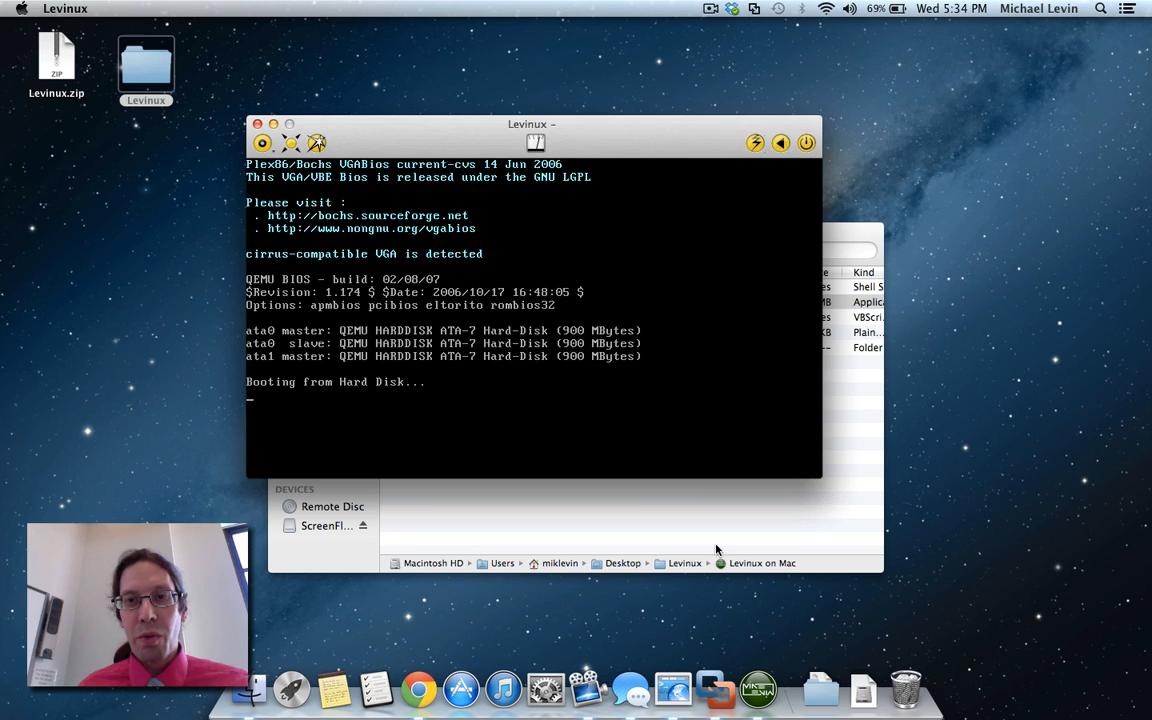 Levinux
69%
Wed 5:34 PM
Michael Levin
ZIP
Levinux.zip
Levinux
Levinux –
Plex86/Bochs VGABios current-cvs 14 Jun 2006
This VGA/VBE Bios is released under the GNU LGPL
Please visit :
. http://bochs.sourceforge.net
. http://www.nongnu.org/vgabios
cirrus-compatible VGA is detected
QEMU BIOS - build: 02/08/07
$Revision: 1.174 $ $Date: 2006/10/17 16:48:05 $
Options: apmbios pcibios eltorito rombios32
ata0 master: QEMU HARDDISK ATA-7 Hard-Disk (900 MBytes)
ata0  slave: QEMU HARDDISK ATA-7 Hard-Disk (900 MBytes)
ata1 master: QEMU HARDDISK ATA-7 Hard-Disk (900 MBytes)
Booting from Hard Disk...
_
Kind
Shell S
MB Applic
VBScri
KB Plain...
-- Folder
DEVICES
Remote Disc
ScreenFl...
Macintosh HD
Users
miklevin
Desktop
Levinux
Levinux on Mac
MIKE
LEVIN